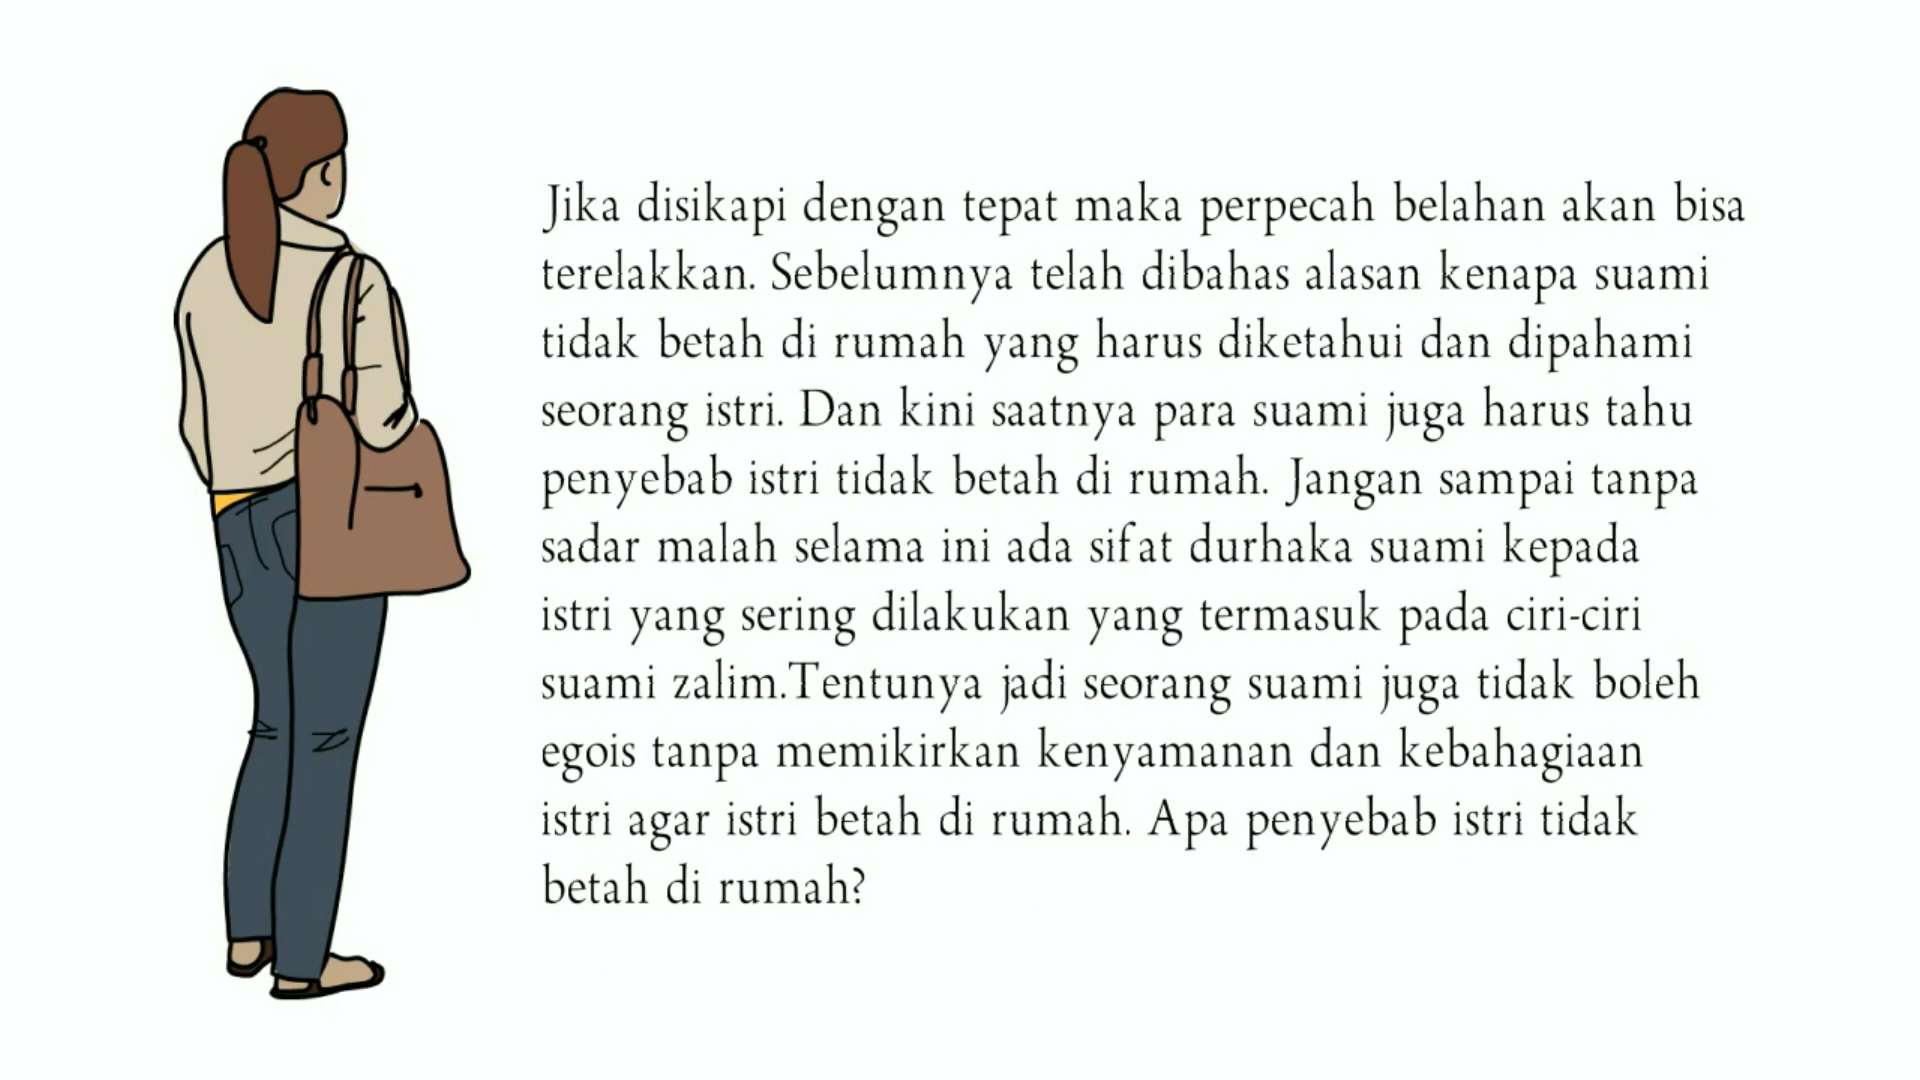 Jika disikapi dengan tepat maka perpecah belahan akan bisa
terelakkan. Sebelumnya telah dibahas alasan kenapa suami
tidak betah di rumah yang harus diketahui dan dipahami
seorang istri. Dan kini saatnya para suami juga harus tahu
penyebab istri tidak betah di rumah. Jangan sampai tanpa
sadar malah selama ini ada sifat durhaka suami kepada
istri yang sering dilakukan yang termasuk pada ciri-ciri
suami zalim.Tentunya jadi seorang suami juga tidak boleh
egois tanpa memikirkan kenyamanan dan kebahagiaan
istri agar istri betah di rumah. Apa penyebab istri tidak
betah di rumah?